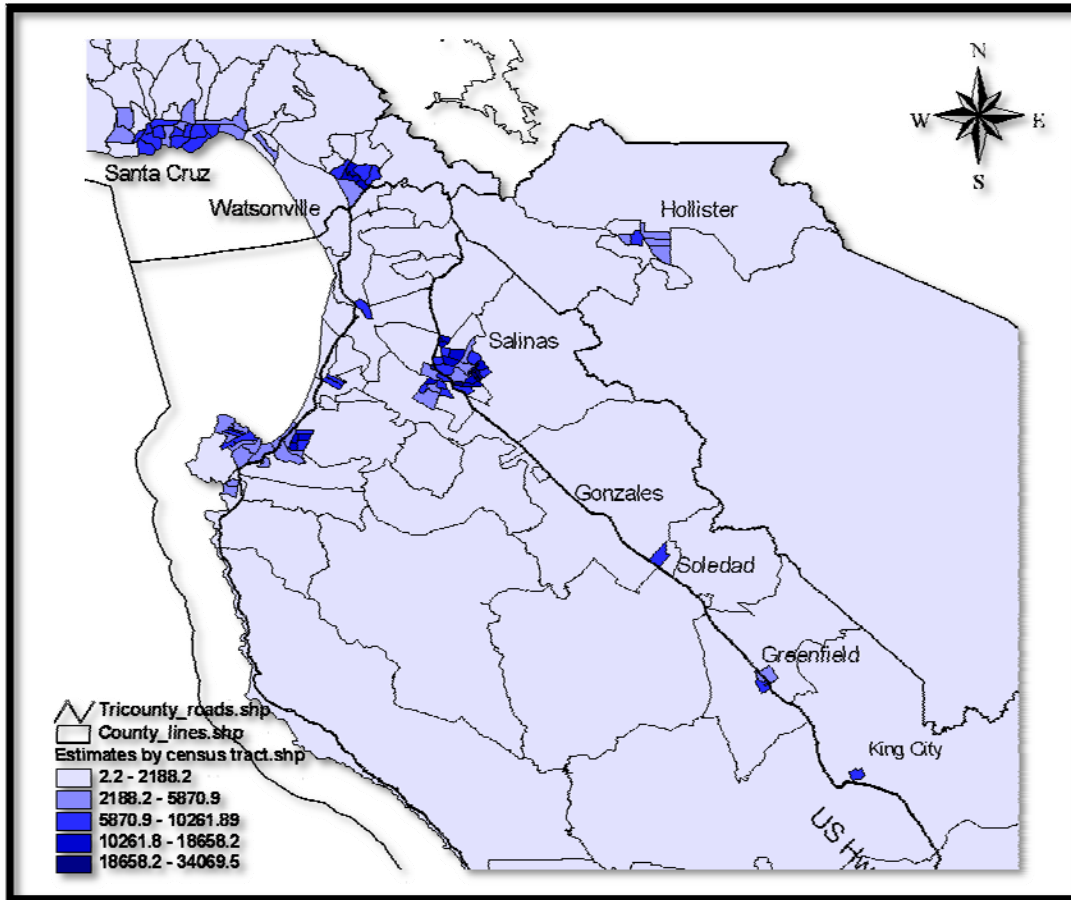 N
W E
S
Santa Cruz
Watsonville
Hollister
Salinas
Gonzales
Soledad
Greenfield
King City
US Hw
Tricounty_roads.shp
County_lines.shp
Estimates by census tract.shp
2.2 - 2188.2
2188.2 - 5870.9
5870.9 - 10261.89
10261.8 - 18658.2
18658.2 - 34069.5